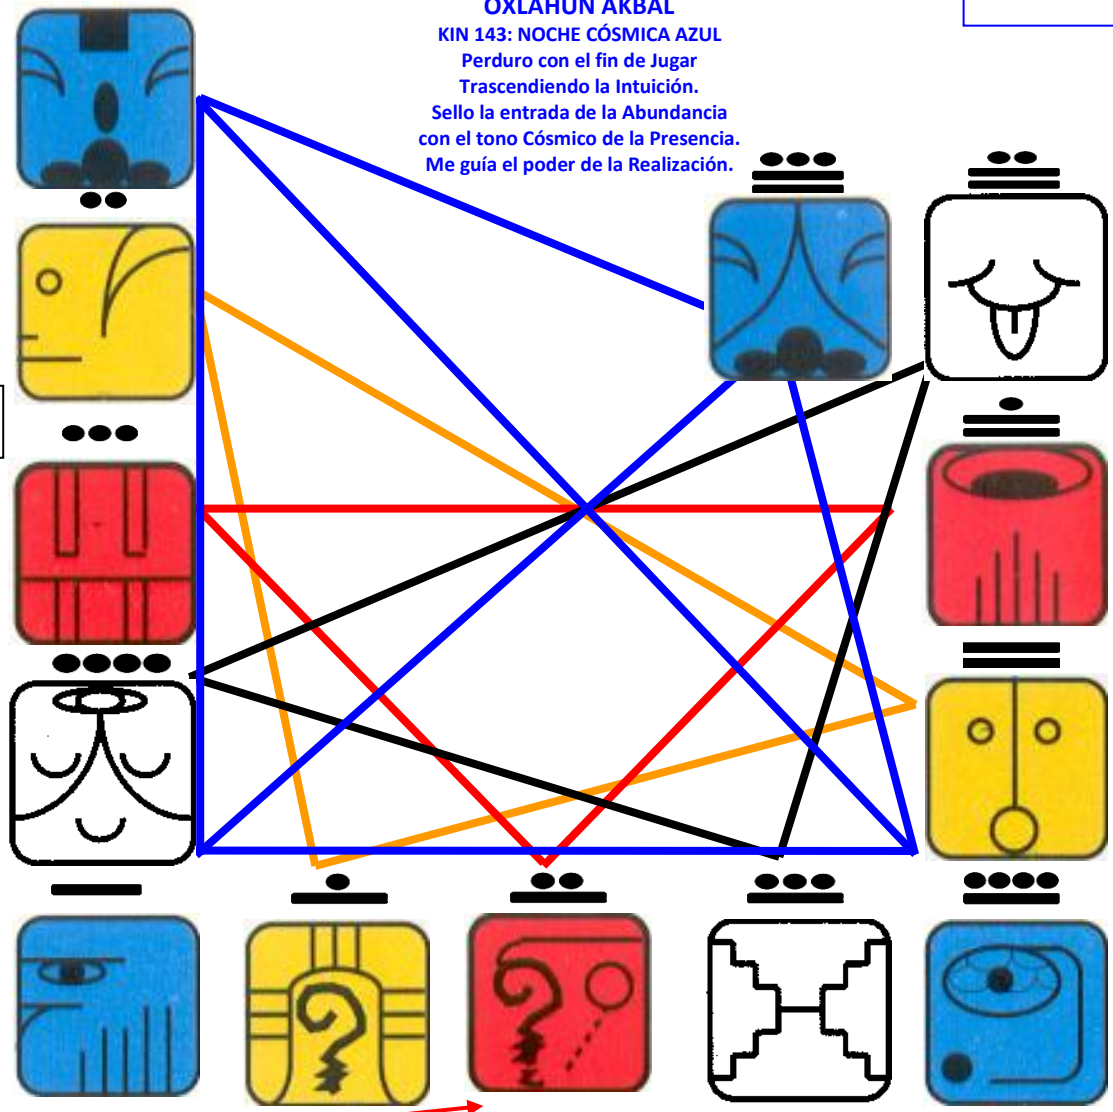 OXLAHUN AKBAL
KIN 143: NOCHE CÓSMICA AZUL
Perduro con el fin de Jugar
Trascendiendo la Intuición.
Sello la entrada de la Abundancia
con el tono Cósmico de la Presencia.
Me guía el poder de la Realización.